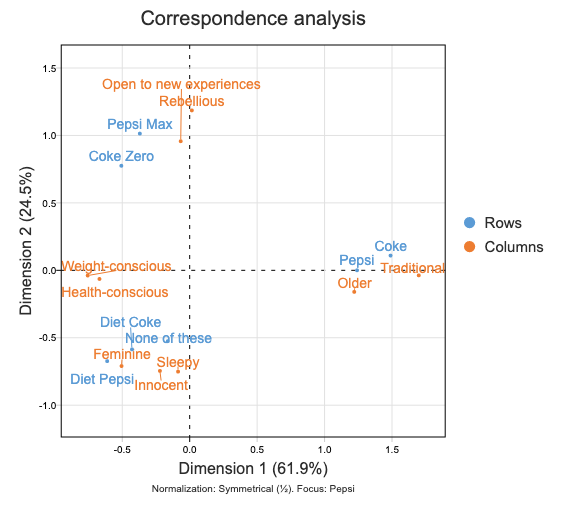 Correspondence analysis
1.5
Open to new experiences
Rebellious
1.0
Pepsi Max
Coke Zero
0.5
Coke
Pepsi
Weight-conscious
0.0
Traditional
Older
Health-conscious
Diet Coke
-0.5
None of these
Feminine
Sleepy
Diet Pepsi
Innocent
-1.0
-0.5
0.0
0.5
1.0
1.5
Dimension 2 (24.5%)
Dimension 1 (61.9%)
Normalization: Symmetrical (½). Focus: Pepsi
Rows
Columns